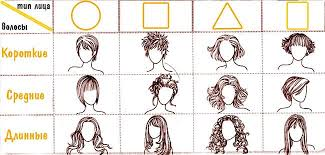 тип лица
волосы
Короткие
Средние
Длинные